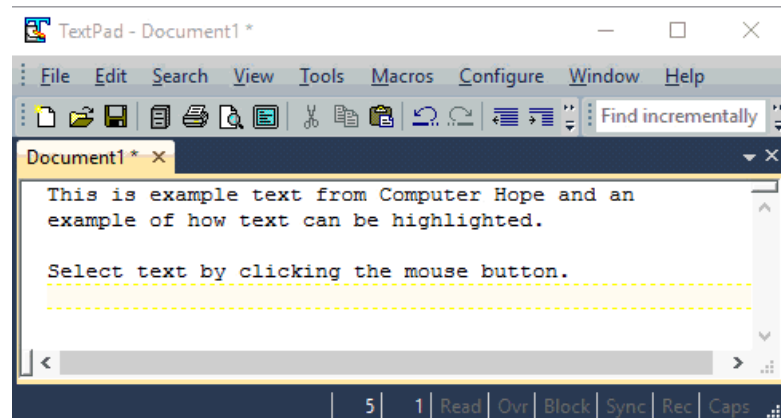 TextPad - Document1 *
File Edit Search View Tools Macros Configure Window Help
Find incrementally
Document1 *
This is example text from Computer Hope and an
example of how text can be highlighted.
Select text by clicking the mouse button.
5 1 Read Ovr Block Sync Rec Caps